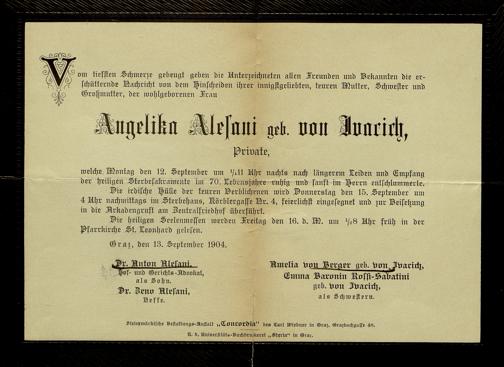 Vom tiefsten Schmerze gebeugt geben die Unterzeichneten allen Freunden und Bekannten die er-
schütternde Nachricht von dem Hinscheiden ihrer innigstgeliebten, teuren Mutter, Schwester und
Großmutter, der wohlgeborenen Frau
Angelika Alesani geb. von Ivacich,
Private,
welche Montag den 12. September um ½11 Uhr nachts nach längerem Leiden und Empfang
der heiligen Sterbesakramente im 70. Lebensjahre ruhig und sanft im Herrn entschlummerte.
Die irdische Hülle der teuren Verblichenen wird Donnerstag den 15. September um
4 Uhr nachmittags im Sterbehause, Körblergasse Nr. 4, feierlichst eingesegnet und zur Beisetzung
in die Arkadengruft am Zentralfriedhof überführt.
Die heiligen Seelenmessen werden Freitag den 16. d. M. um ½8 Uhr früh in der
Pfarrkirche St. Leonhard gelesen.
Graz, den 13. September 1904.
Dr. Anton Alesani,
Hof- und Gerichts-Advokat,
als Sohn.
Dr. Zeno Alesani,
Neffe.
Amelia von Berger geb. von Ivacich,
Emma Baronin Rossi-Sabatini
geb. von Ivacich,
als Schwestern.
Steiermärkische Bestattungs-Anstalt „Concordia" des Carl Wiesner in Graz,
K. k. Universitäts-Buchdruckerei „Styria" in Graz.